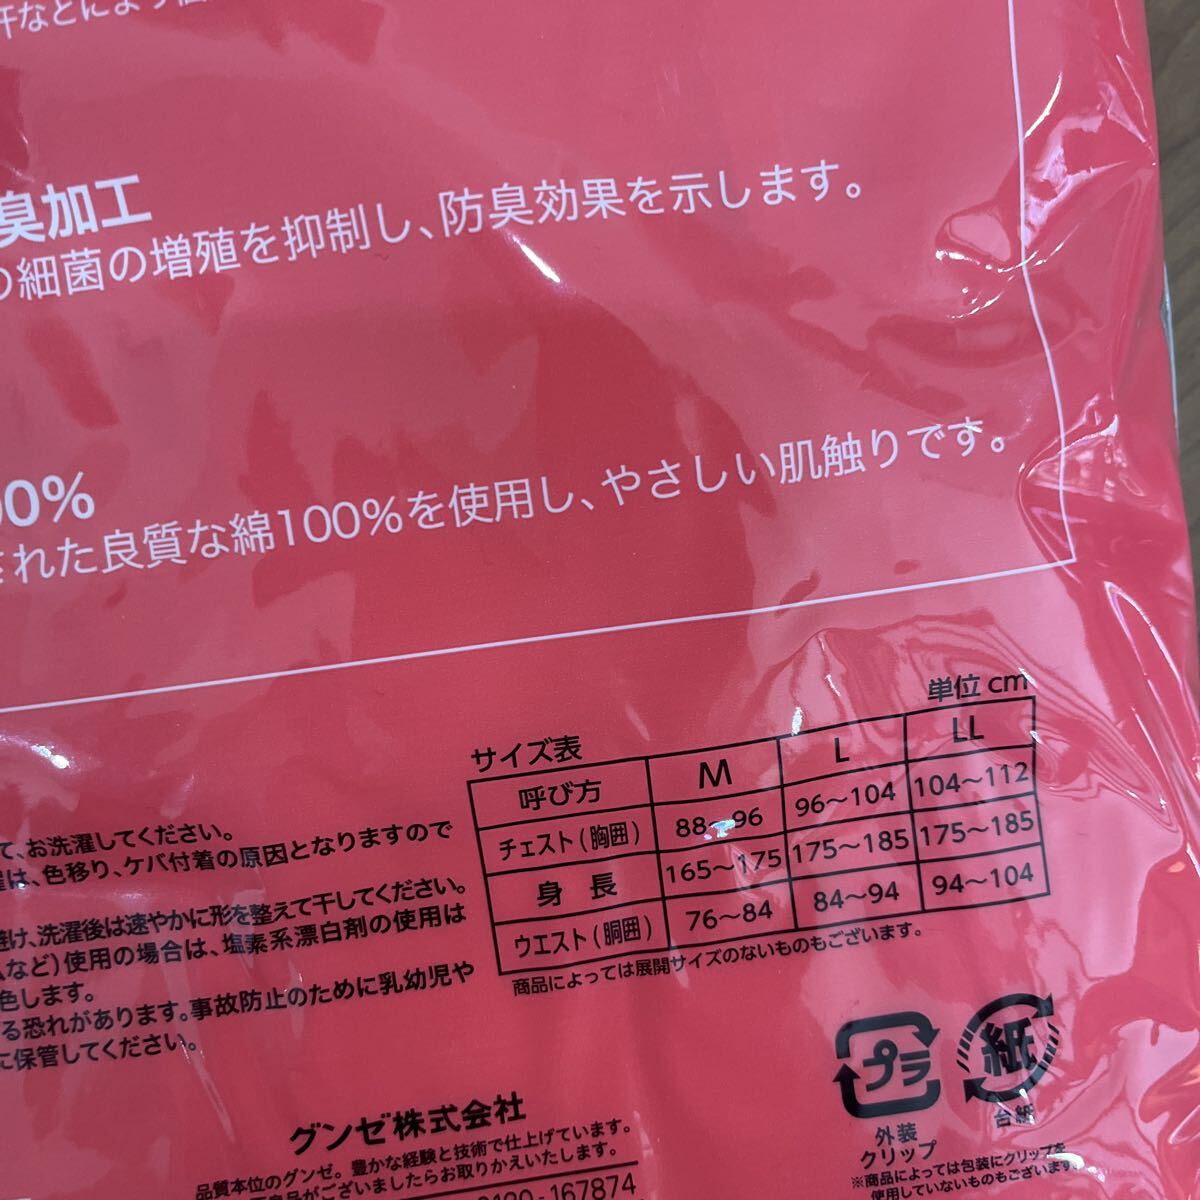 汗などにより
臭加工
の細菌の増殖を抑制し、防臭効果を示します。
00%
された良質な綿100%を使用し、やさしい肌触りです。
単位 cm
サイズ表
呼び方 M L LL
チェスト(胸囲) 88〜96 96〜104 104〜112
身長 165〜175 175〜185 175〜185
ウエスト(胴囲) 76〜84 84〜94 94〜104
商品によっては展開サイズのないものもございます。
て、お洗濯してください。
は、色移り、ケバ付着の原因となりますので
避け、洗濯後は速やかに形を整えて干してください。
など)使用の場合は、塩素系漂白剤の使用は
色します。
る恐れがあります。事故防止のために乳幼児や
に保管してください。
グンゼ株式会社
品質本位のグンゼ。豊かな経験と技術で仕上げています。
良品がございましたらお取りかえいたします。
0120-167874
プラ
外装
クリップ
紙
台紙
※商品によっては包装にクリップを
使用していないものもございます。